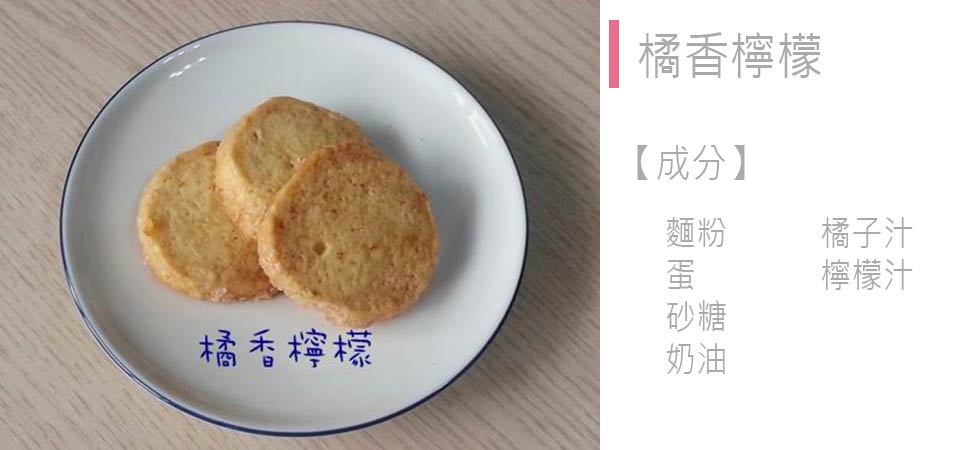 橘香檸檬
橘香檸檬
【成分】
麵粉 橘子汁
蛋 檸檬汁
砂糖
奶油